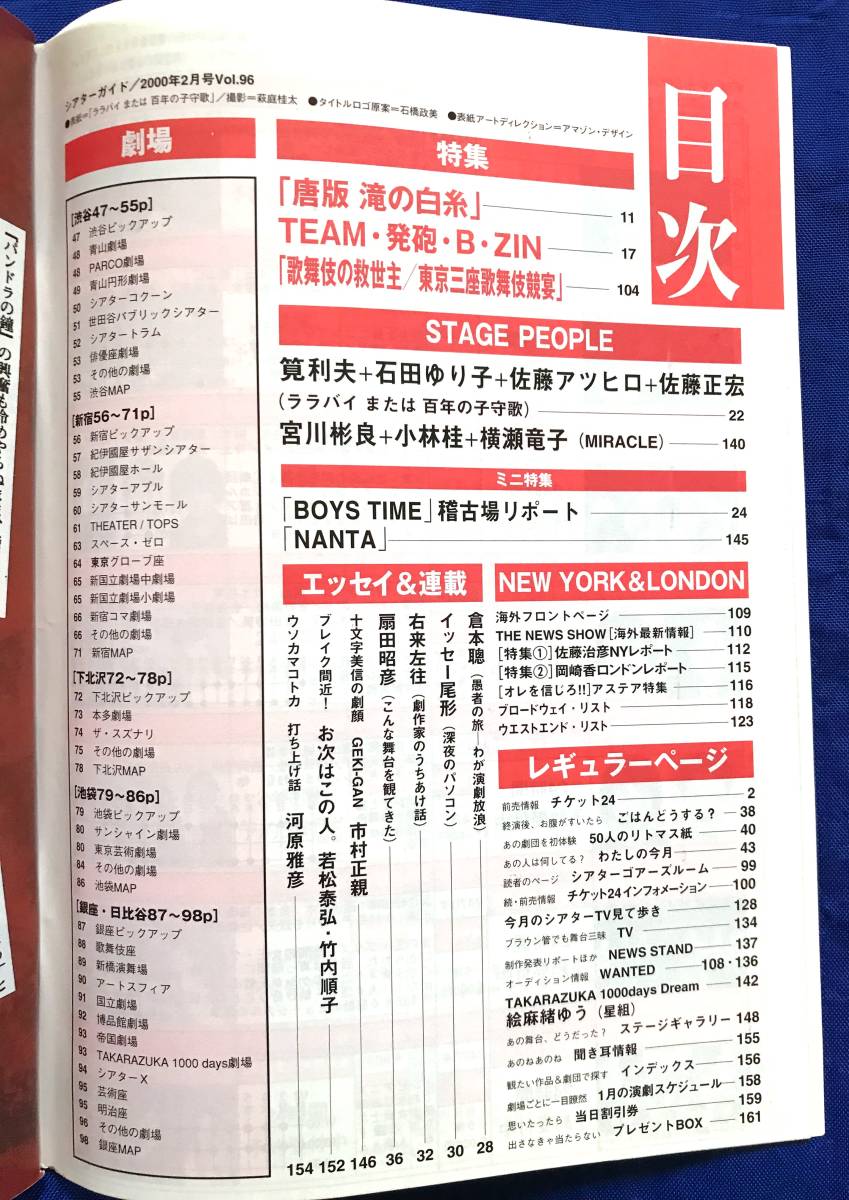 シアターガイド/2000年2月号Vol.96
●表紙=「ララバイ または 百年の子守歌」/撮影=萩庭桂太 ●タイトルロゴ原案=石橋政美 ●表紙アートディレクション=アマゾン・デザイン
目次
劇場
[渋谷47〜55p]
47 渋谷ピックアップ
48 青山劇場
48 PARCO劇場
49 青山円形劇場
50 シアターコクーン
51 世田谷パブリックシアター
52 シアタートラム
53 俳優座劇場
53 その他の劇場
55 渋谷MAP
[新宿56〜71p]
56 新宿ピックアップ
57 紀伊國屋サザンシアター
58 紀伊國屋ホール
59 シアターアプル
60 シアターサンモール
61 THEATER / TOPS
63 スペース・ゼロ
64 東京グローブ座
65 新国立劇場中劇場
65 新国立劇場小劇場
66 新宿コマ劇場
66 その他の劇場
71 新宿MAP
[下北沢72〜78p]
72 下北沢ピックアップ
73 本多劇場
74 ザ・スズナリ
75 その他の劇場
78 下北沢MAP
[池袋79〜86p]
79 池袋ピックアップ
80 サンシャイン劇場
80 東京芸術劇場
84 その他の劇場
86 池袋MAP
[銀座・日比谷87〜98p]
87 銀座ピックアップ
88 歌舞伎座
89 新橋演舞場
90 アートスフィア
91 国立劇場
92 博品館劇場
93 帝国劇場
93 TAKARAZUKA 1000 days劇場
94 シアターX
95 芸術座
95 明治座
96 その他の劇場
98 銀座MAP
特集
「唐版 滝の白糸」 11
TEAM・発砲・B・ZIN 17
「歌舞伎の救世主/東京三座歌舞伎競宴」 104
STAGE PEOPLE
筧利夫+石田ゆり子+佐藤アツヒロ+佐藤正宏
(ララバイ または 百年の子守歌) 22
宮川彬良+小林桂+横瀬竜子(MIRACLE) 140
ミニ特集
「BOYS TIME」稽古場リポート 24
「NANTA」 145
エッセイ&連載
倉本聰(愚者の旅―わが演劇放浪) 28
イッセー尾形(深夜のパソコン) 30
右来左往(劇作家のうちあけ話) 32
扇田昭彦(こんな舞台を観てきた) 36
十文字美信の劇顔 GEKI-GAN 市村正親 146
ブレイク間近! お次はこの人。若松泰弘・竹内順子 152
ウソカマコトカ 打ち上げ話 河原雅彦 154
NEW YORK&LONDON
海外フロントページ 109
THE NEWS SHOW[海外最新情報] 110
[特集①]佐藤治彦NYレポート 112
[特集②]岡崎香ロンドンレポート 115
[オレを信じろ!!]アステア特集 116
ブロードウェイ・リスト 118
ウエストエンド・リスト 123
レギュラーページ
前売情報 チケット24 2
終演後、お腹がすいたら ごはんどうする? 38
あの劇団を初体験 50人のリトマス紙 40
あの人は何してる? わたしの今月 43
読者のページ シアターゴアーズルーム 99
続・前売情報 チケット24インフォメーション 100
今月のシアターTV見て歩き 128
ブラウン管でも舞台三昧 TV 134
制作発表リポートほか NEWS STAND 137
オーディション情報 WANTED 108・136
TAKARAZUKA 1000days Dream 142
絵麻緒ゆう(星組)
あの舞台、どうだった? ステージギャラリー 148
あのねあのね 聞き耳情報 155
観たい作品&劇団で探す インデックス 156
劇場ごとに一目瞭然 1月の演劇スケジュール 158
思いたったら 当日割引券 159
出さなきゃ当たらない プレゼントBOX 161
「パンドラの鐘」の興奮も冷めやらぬ